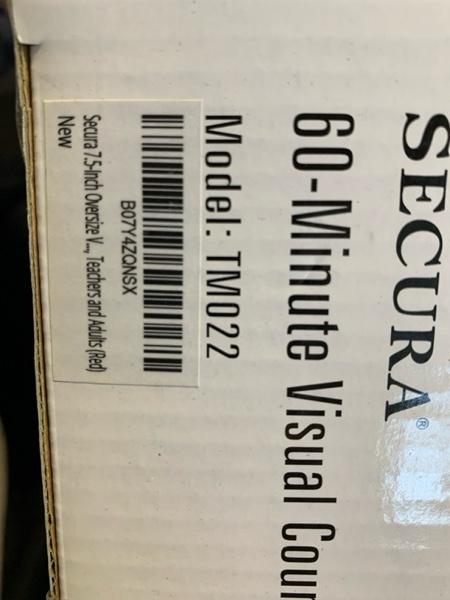 SECURA®
60-Minute Visual Cour
Model: TM022
B07Y4ZQNSX
Secura 7.5-Inch Oversize V..., Teachers and Adults (Red)
New